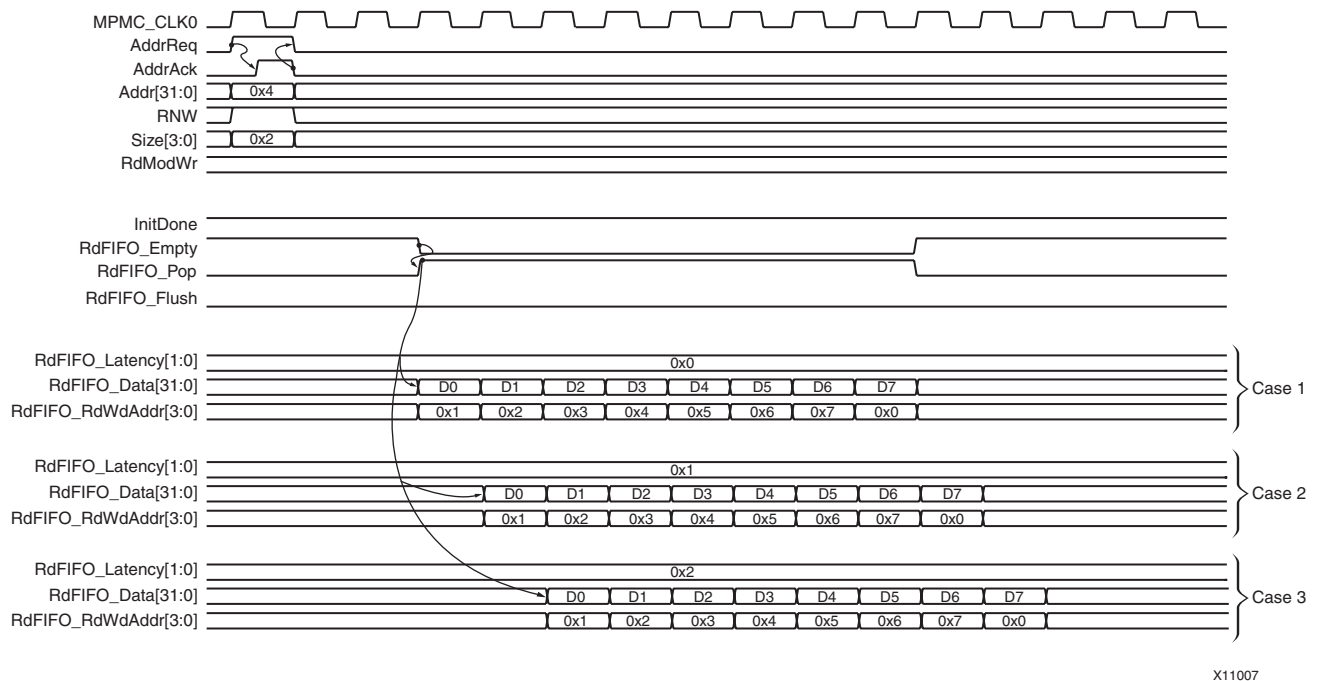 MPMC_CLK0
AddrReq
AddrAck
Addr[31:0] 0x4
RNW
Size[3:0] 0x2
RdModWr
InitDone
RdFIFO_Empty
RdFIFO_Pop
RdFIFO_Flush
RdFIFO_Latency[1:0] 0x0
RdFIFO_Data[31:0] D0 D1 D2 D3 D4 D5 D6 D7 Case 1
RdFIFO_RdWdAddr[3:0] 0x1 0x2 0x3 0x4 0x5 0x6 0x7 0x0
RdFIFO_Latency[1:0] 0x1
RdFIFO_Data[31:0] D0 D1 D2 D3 D4 D5 D6 D7 Case 2
RdFIFO_RdWdAddr[3:0] 0x1 0x2 0x3 0x4 0x5 0x6 0x7 0x0
RdFIFO_Latency[1:0] 0x2
RdFIFO_Data[31:0] D0 D1 D2 D3 D4 D5 D6 D7 Case 3
RdFIFO_RdWdAddr[3:0] 0x1 0x2 0x3 0x4 0x5 0x6 0x7 0x0
X11007